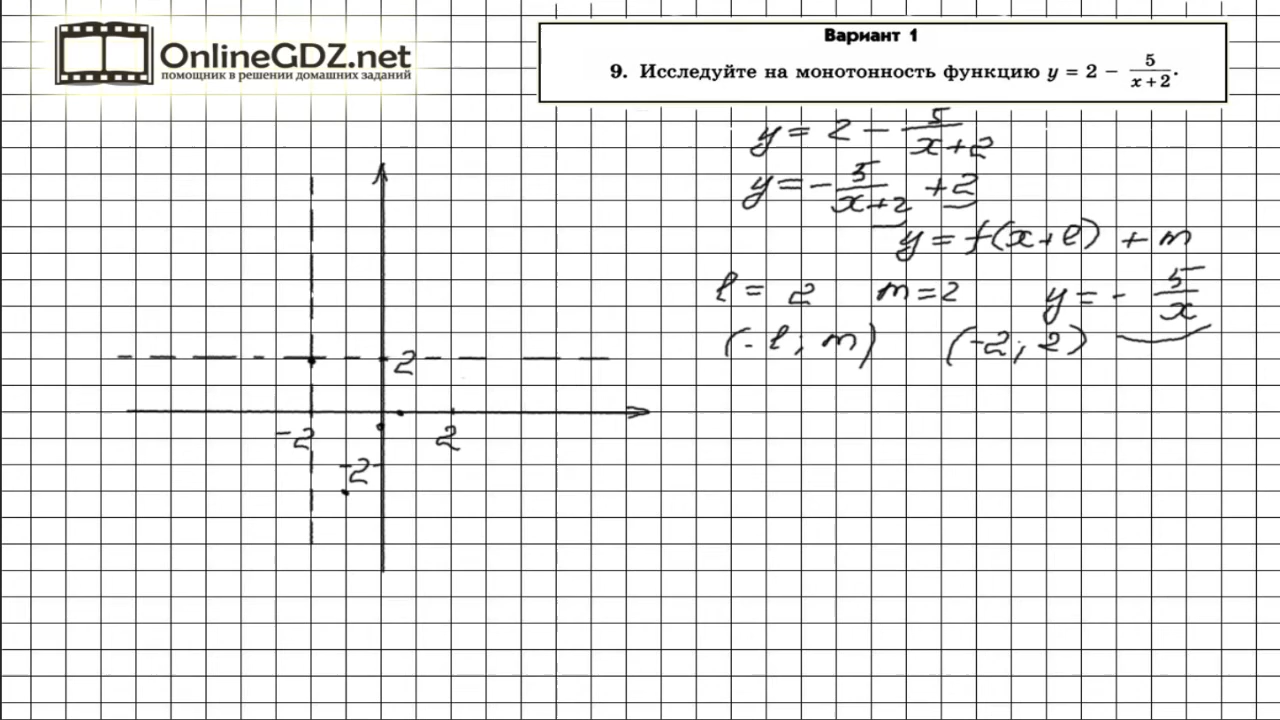 OnlineGDZ.net
помощник в решении домашних заданий
Вариант 1
9. Исследуйте на монотонность функцию y = 2 − 5/(x + 2).
y = 2 − 5/(x+2)
y = − 5/(x+2) + 2
y = f(x+l) + m
l = 2 m = 2 y = − 5/x
(-l; m) (-2; 2)
2
-2 2
-2